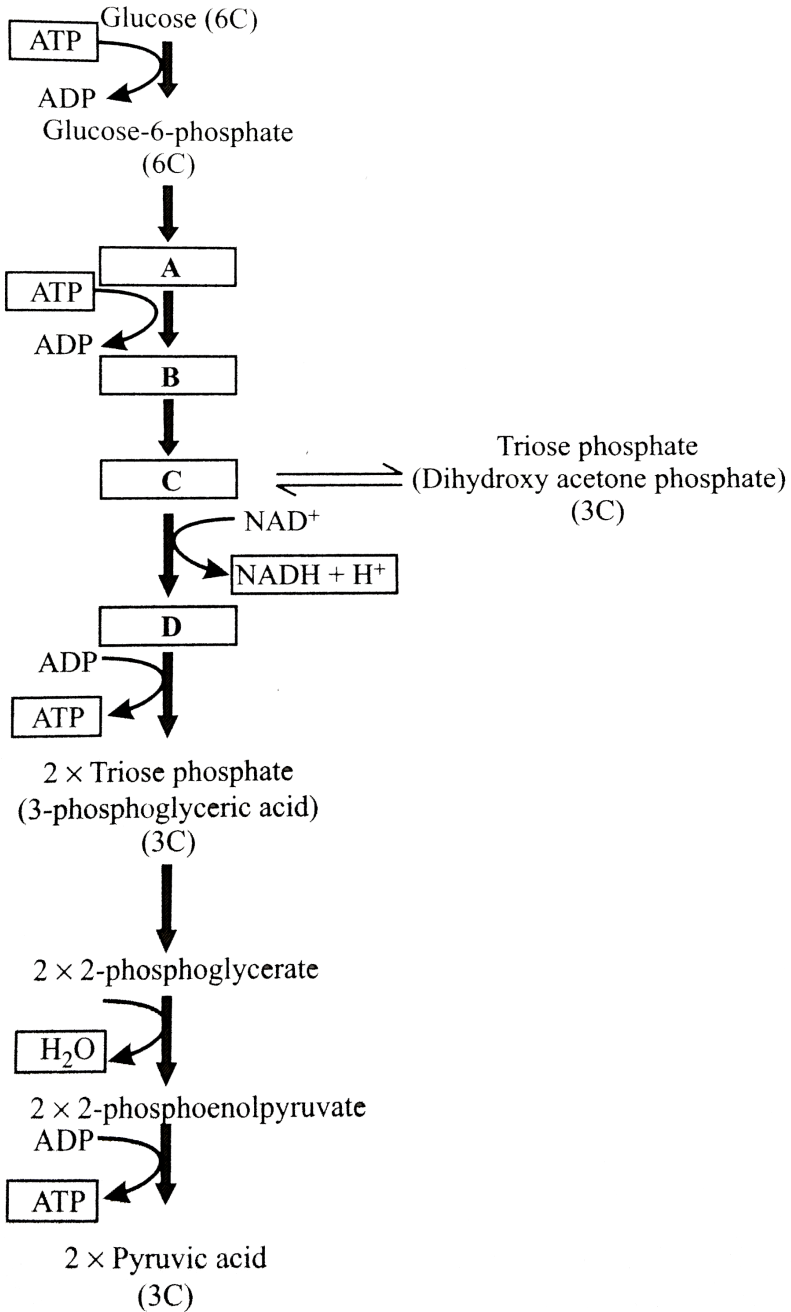 Glucose (6C)
ATP
ADP
Glucose-6-phosphate
(6C)
A
ATP
ADP
B
C
Triose phosphate
(Dihydroxy acetone phosphate)
(3C)
NAD⁺
NADH + H⁺
D
ADP
ATP
2 × Triose phosphate
(3-phosphoglyceric acid)
(3C)
2 × 2-phosphoglycerate
H₂O
2 × 2-phosphoenolpyruvate
ADP
ATP
2 × Pyruvic acid
(3C)